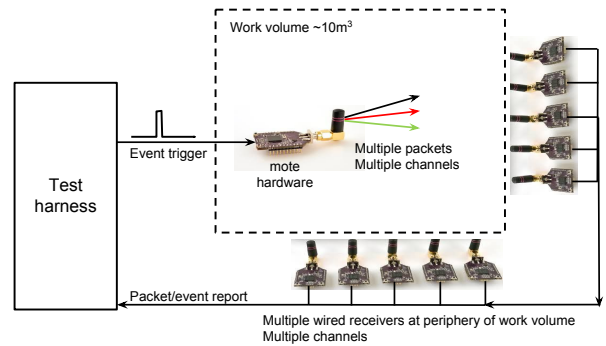 Work volume ~10m³
Event trigger
Multiple packets
Multiple channels
mote
hardware
Test
harness
Packet/event report
Multiple wired receivers at periphery of work volume
Multiple channels